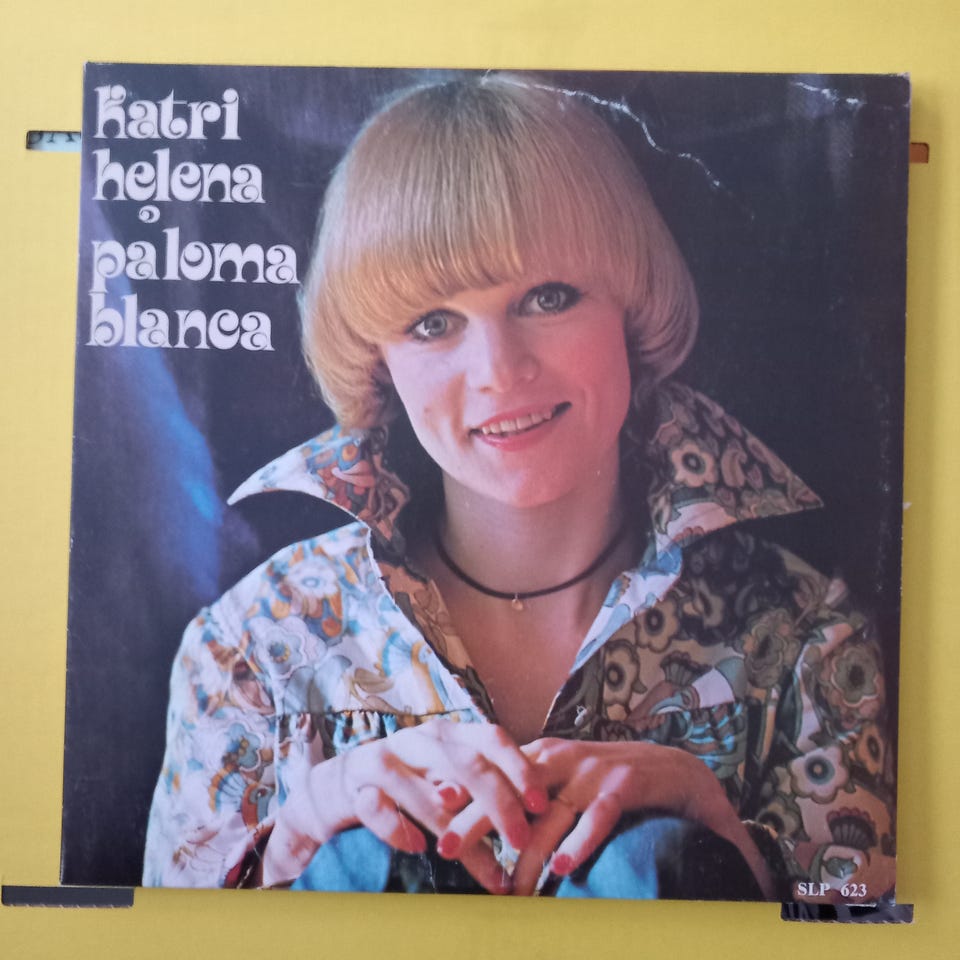 katri
helena
paloma
blanca
SLP 623